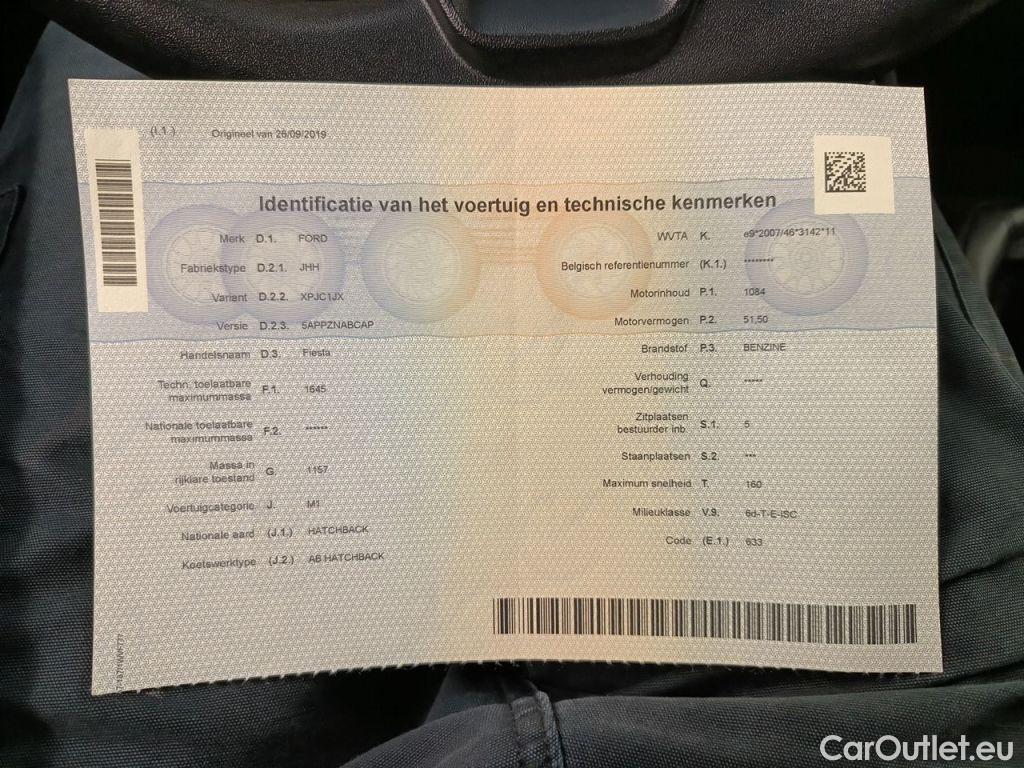 (I.1.) Origineel van 26/09/2019
Identificatie van het voertuig en technische kenmerken
Merk D.1. FORD
Fabriekstype D.2.1. JHH
Variant D.2.2. XPJC1JX
Versie D.2.3. 5APPZNABCAP
Handelsnaam D.3. Fiesta
Techn. toelaatbare
maximummassa F.1. 1645
Nationale toelaatbare
maximummassa F.2. ******
Massa in
rijklare toestand G. 1157
Voertuigcategorie J. M1
Nationale aard (J.1.) HATCHBACK
Koetswerktype (J.2.) AB HATCHBACK
WVTA K. e9*2007/46*3142*11
Belgisch referentienummer (K.1.) ********
Motorinhoud P.1. 1084
Motorvermogen P.2. 51,50
Brandstof P.3. BENZINE
Verhouding
vermogen/gewicht Q. *****
Zitplaatsen
bestuurder inb. S.1. 5
Staanplaatsen S.2. ***
Maximum snelheid T. 160
Milieuklasse V.9. 6d-T-E-ISC
Code (E.1.) 633
CarOutlet.eu